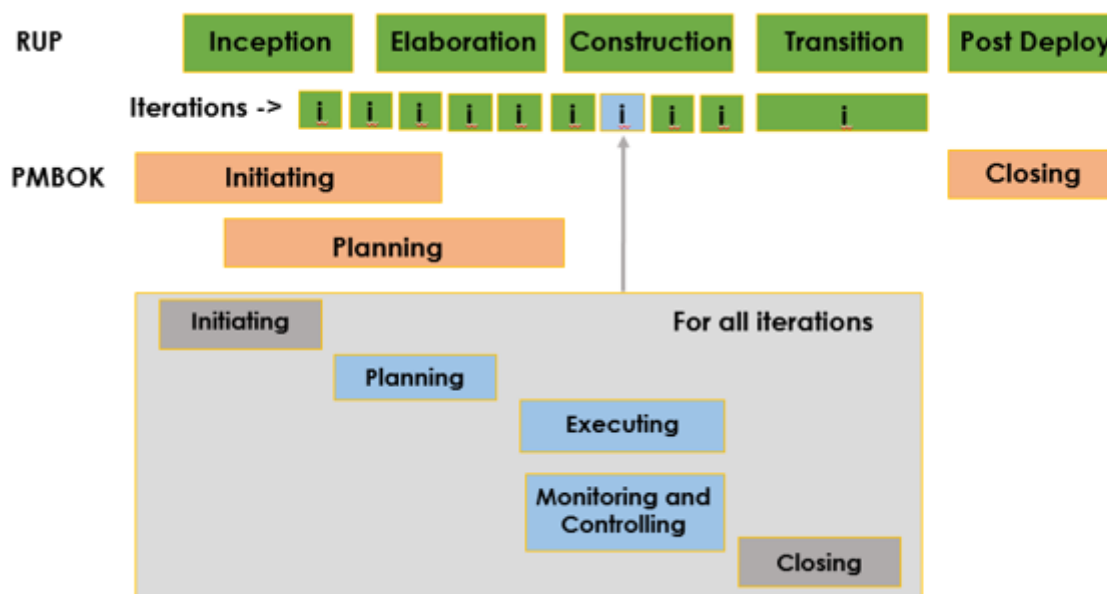 RUP
Inception
Elaboration
Construction
Transition
Post Deploy
Iterations ->
i
i
i
i
i
i
i
i
i
i
PMBOK
Initiating
Closing
Planning
Initiating
For all iterations
Planning
Executing
Monitoring and
Controlling
Closing